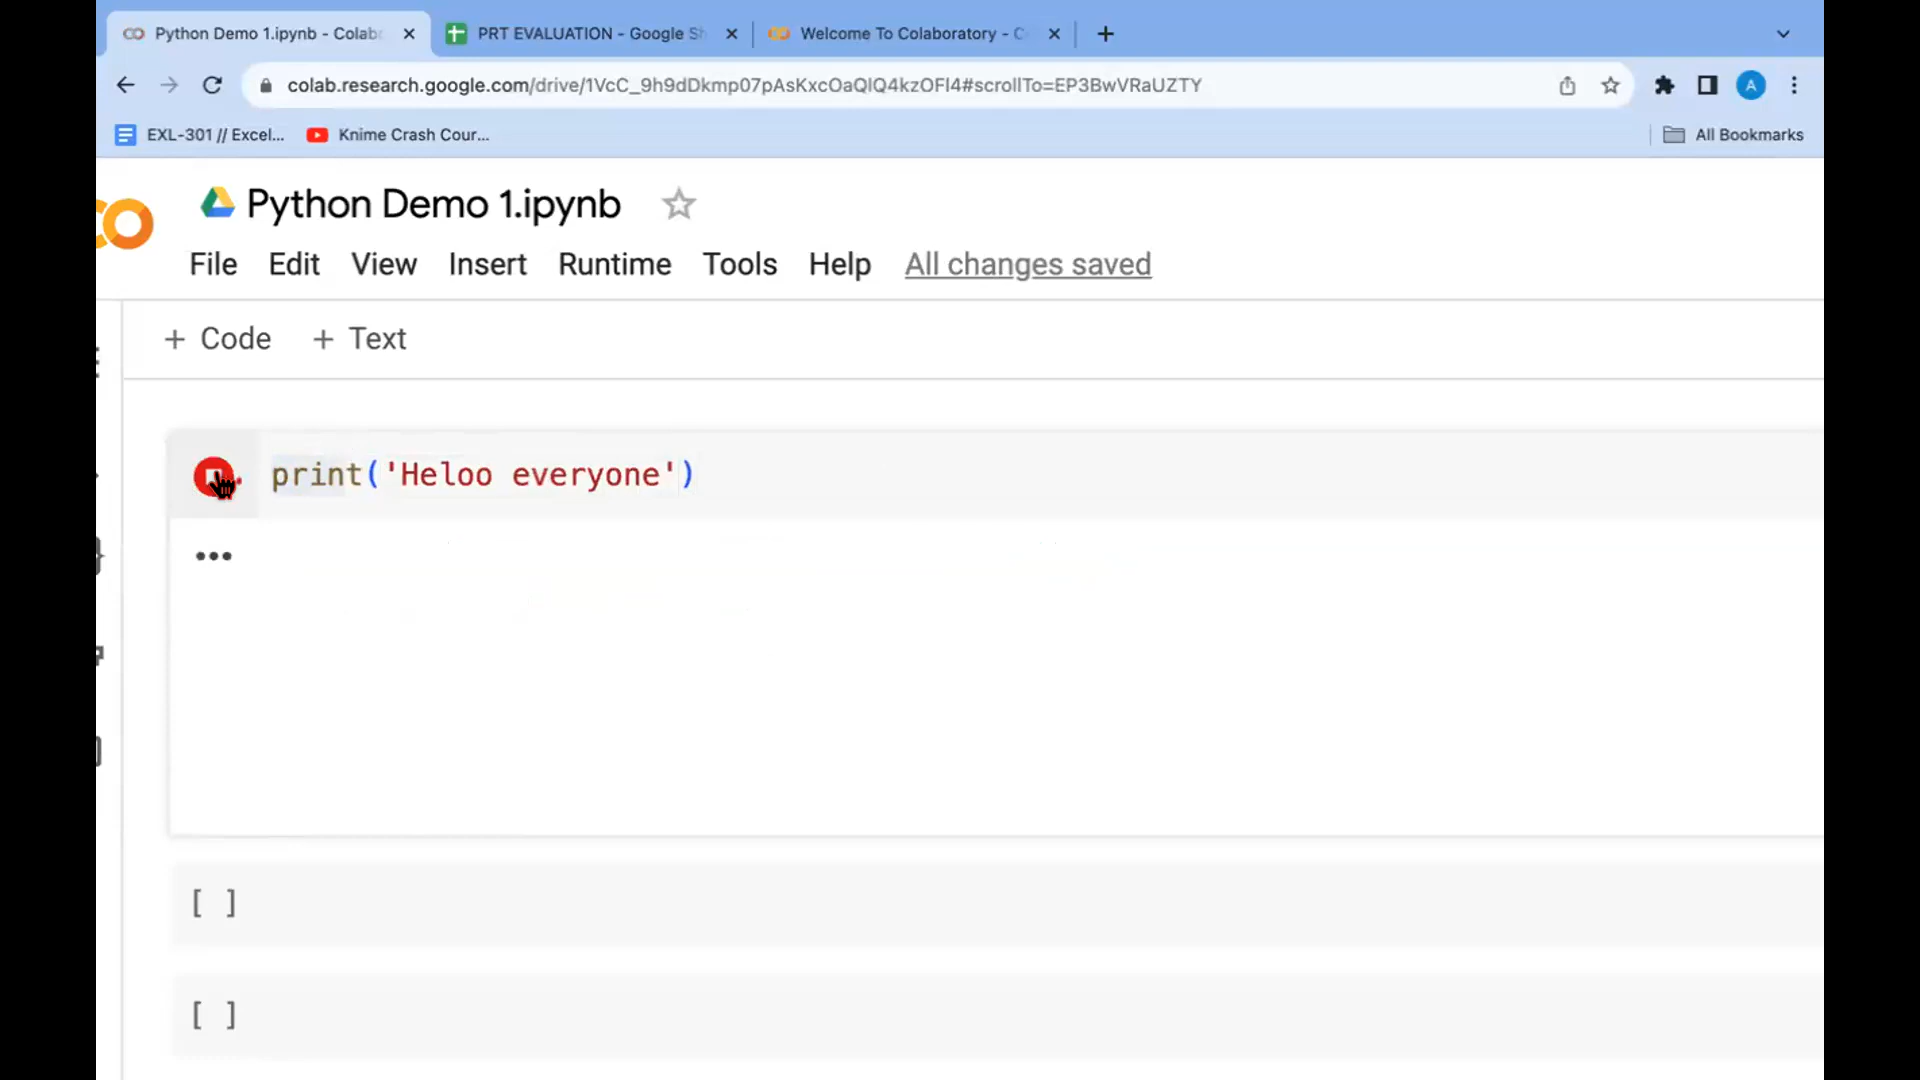 Python Demo 1.ipynb - Colab
PRT EVALUATION - Google Sh
Welcome To Colaboratory - C
colab.research.google.com/drive/1VcC_9h9dDkmp07pAsKxcOaQlQ4kzOFI4#scrollTo=EP3BwVRaUZTY
A
EXL-301 // Excel...
Knime Crash Cour...
All Bookmarks
Python Demo 1.ipynb
File Edit View Insert Runtime Tools Help All changes saved
+ Code + Text
print('Heloo everyone')
[ ]
[ ]